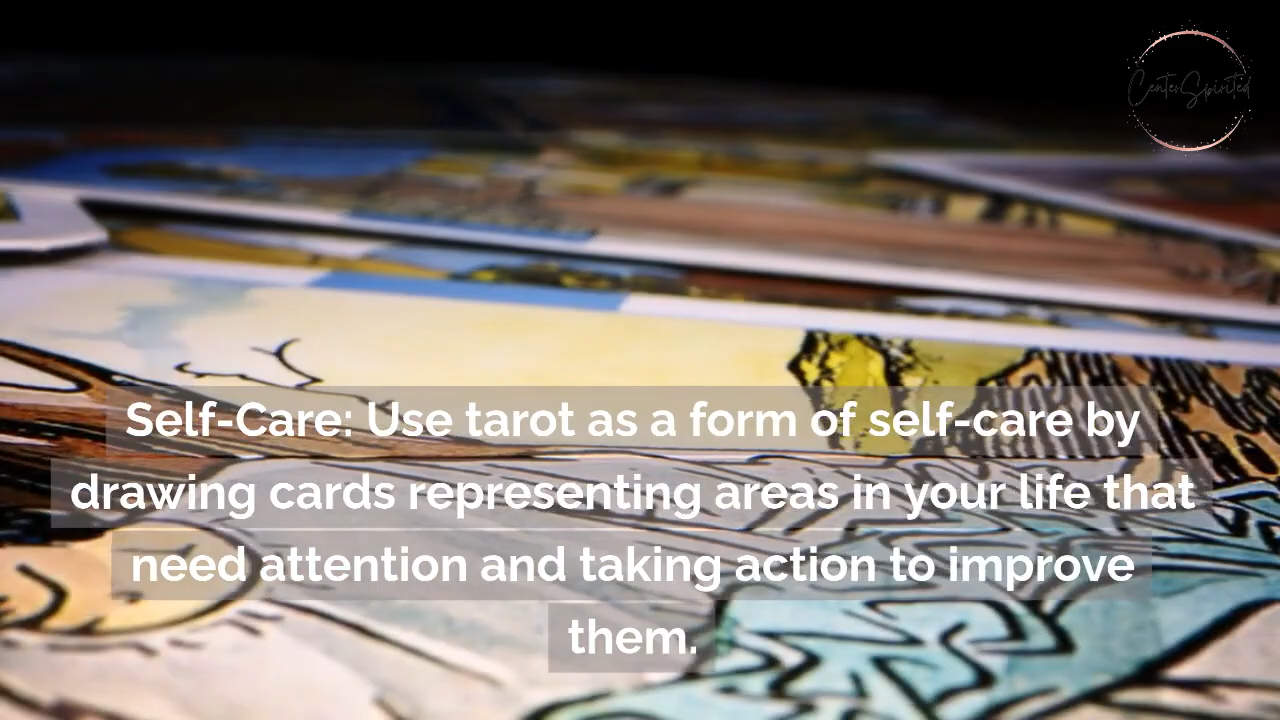 CenterSpirited
Self-Care: Use tarot as a form of self-care by
drawing cards representing areas in your life that
need attention and taking action to improve
them.